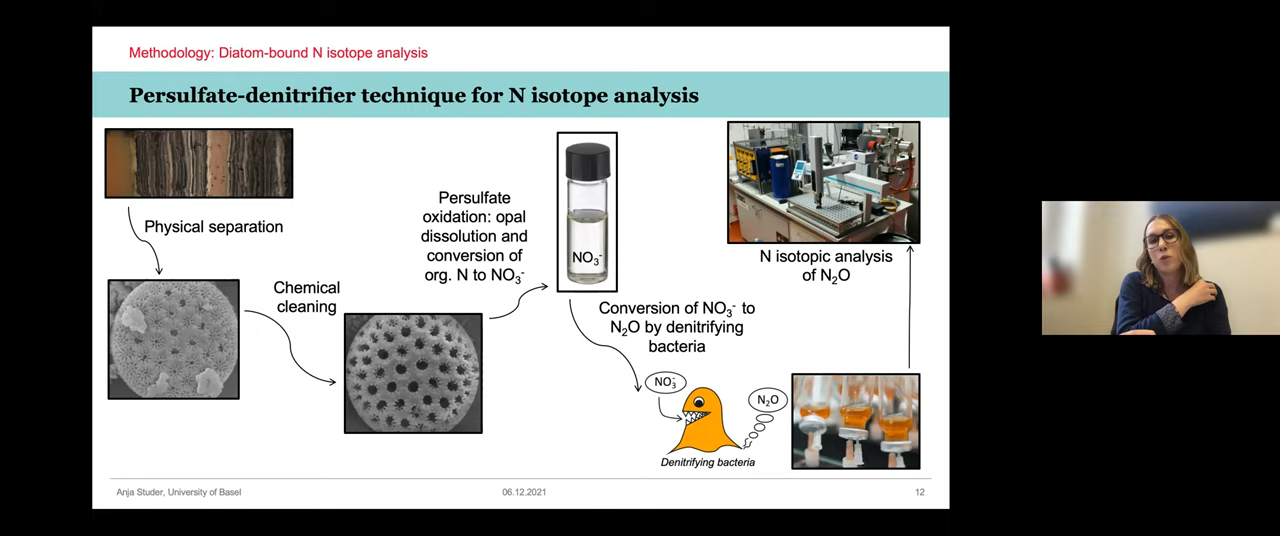 Methodology: Diatom-bound N isotope analysis
Persulfate-denitrifier technique for N isotope analysis
Physical separation
Chemical
cleaning
Persulfate
oxidation: opal
dissolution and
conversion of
org. N to NO₃⁻
NO₃⁻
Conversion of NO₃⁻ to
N₂O by denitrifying
bacteria
NO₃⁻
N₂O
Denitrifying bacteria
N isotopic analysis
of N₂O
Anja Studer, University of Basel
06.12.2021
12